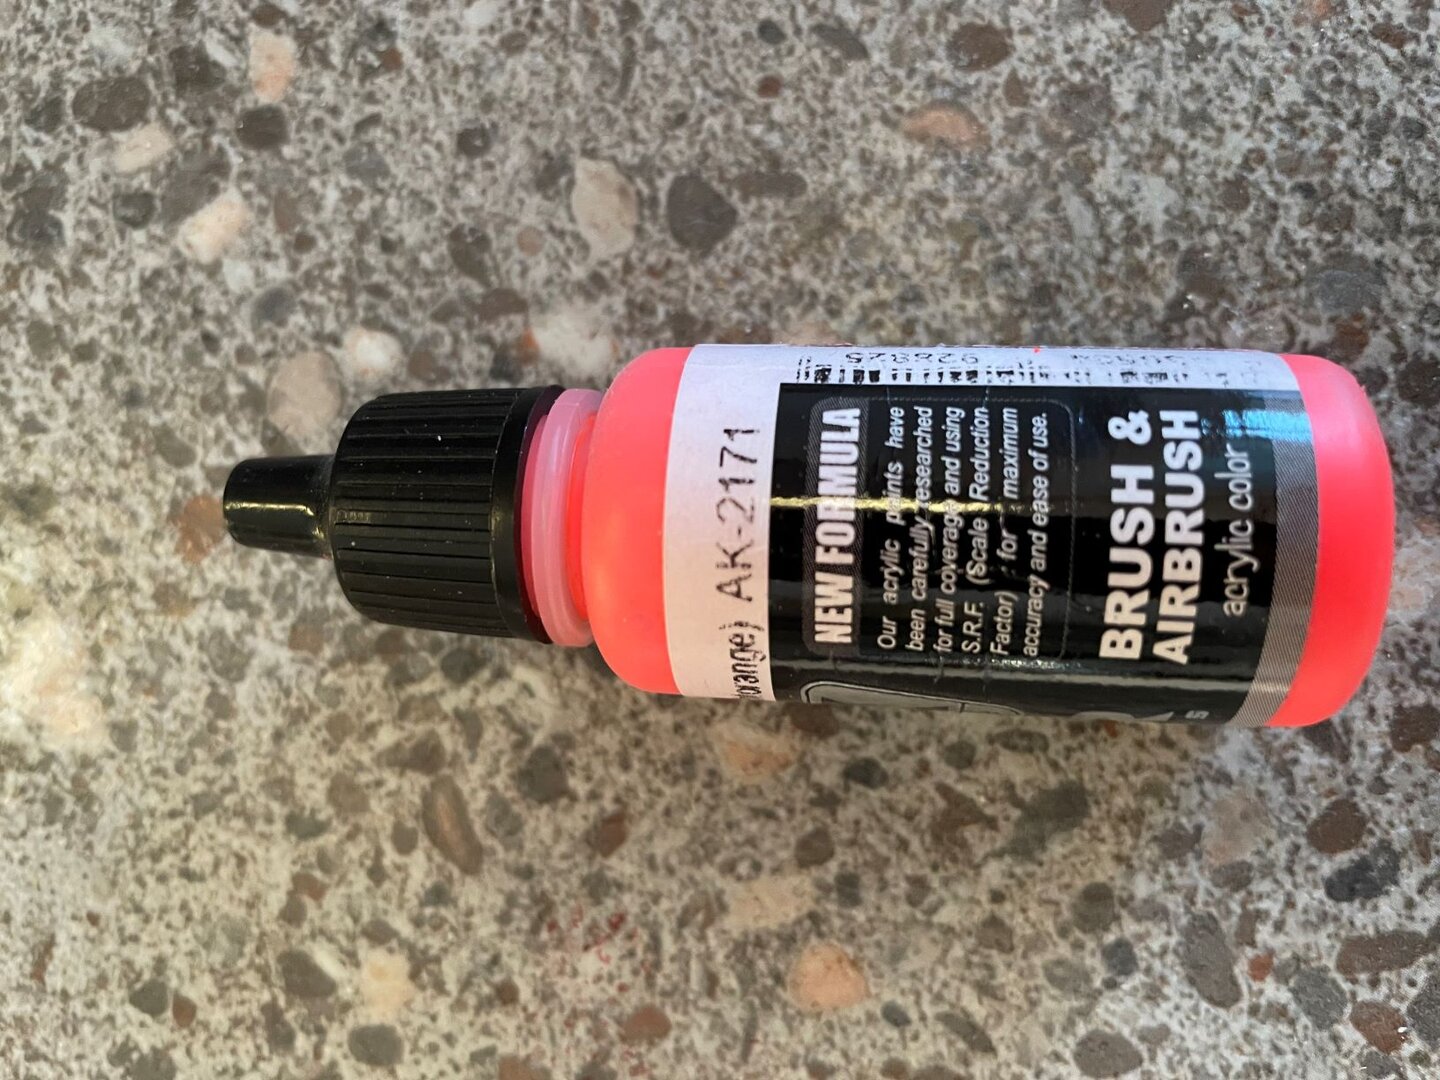 orange) AK-2171
NEW FORMULA
Our acrylic paints have
been carefully researched
for full coverage and using
S.R.F. (Scale Reduction
Factor) for maximum
accuracy and ease of use.
BRUSH &
AIRBRUSH
acrylic color